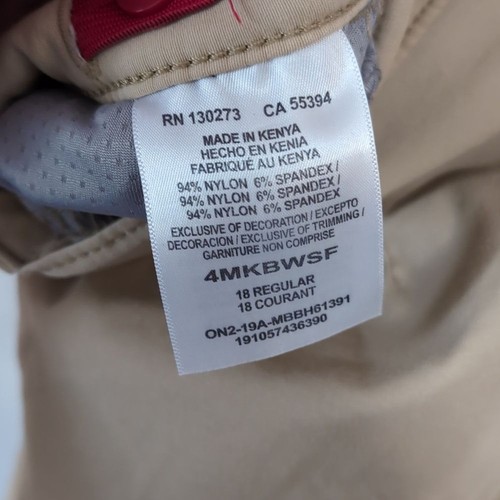 RN 130273 CA 55394
MADE IN KENYA
HECHO EN KENIA
FABRIQUÉ AU KENYA
94% NYLON 6% SPANDEX /
94% NYLON 6% SPANDEX /
94% NYLON 6% SPANDEX
EXCLUSIVE OF DECORATION / EXCEPTO
DECORACION / EXCLUSIVE OF TRIMMING /
GARNITURE NON COMPRISE
4MKBWSF
18 REGULAR
18 COURANT
ON2-19A-MBBH61391
191057436390